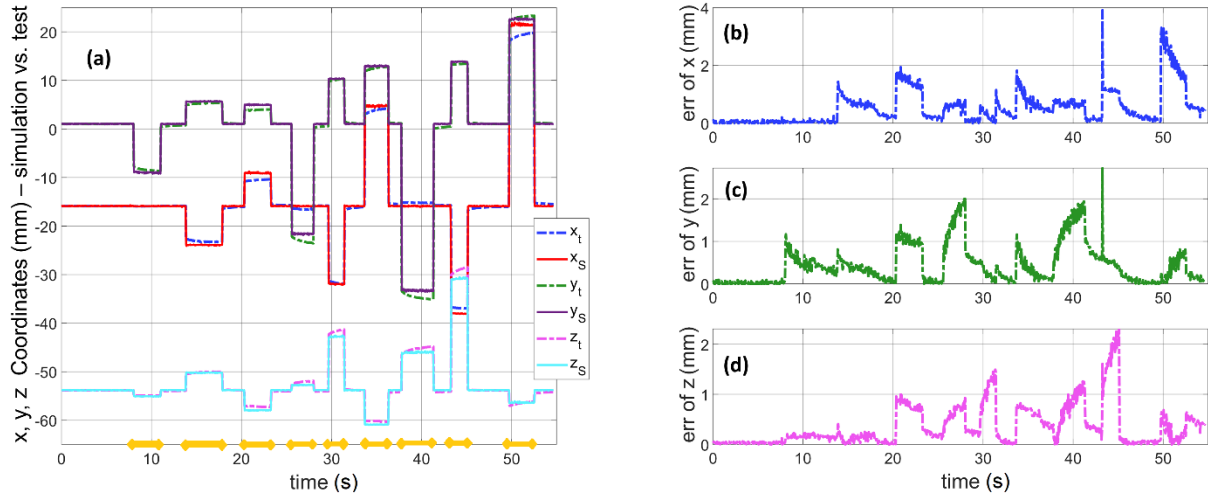 x, y, z Coordinates (mm) – simulation vs. test
20
10
0
-10
-20
-30
-40
-50
-60
(a)
x_t
x_S
y_t
y_S
z_t
z_S
0 10 20 30 40 50
time (s)
err of x (mm)
4
2
0
(b)
0 10 20 30 40 50
err of y (mm)
2
1
0
(c)
0 10 20 30 40 50
err of z (mm)
2
1
0
(d)
0 10 20 30 40 50
time (s)